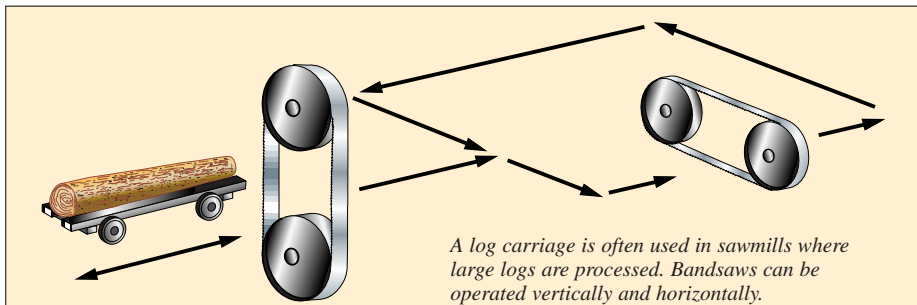 A log carriage is often used in sawmills where
large logs are processed. Bandsaws can be
operated vertically and horizontally.